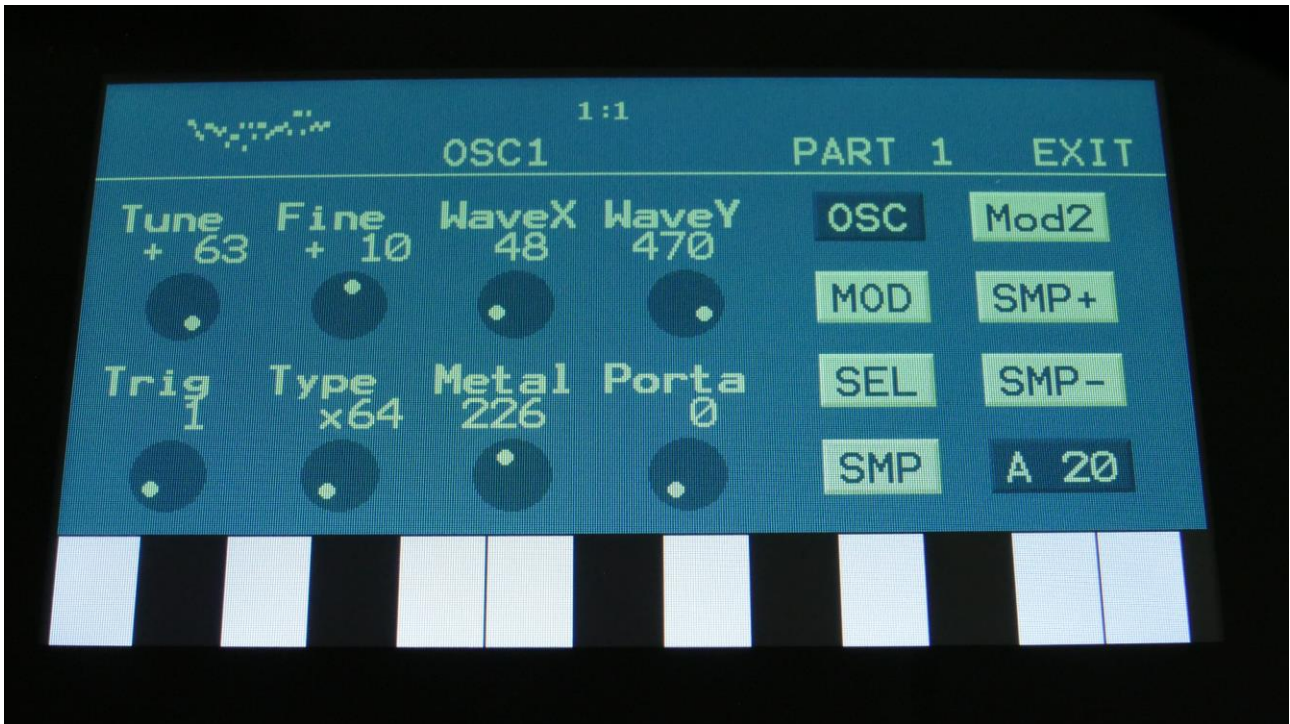 1:1
OSC1 PART 1 EXIT
Tune Fine WaveX WaveY OSC Mod2
+ 63 + 10 48 470
MOD SMP+
Trig Type Metal Porta SEL SMP-
1 x64 226 0
SMP A 20